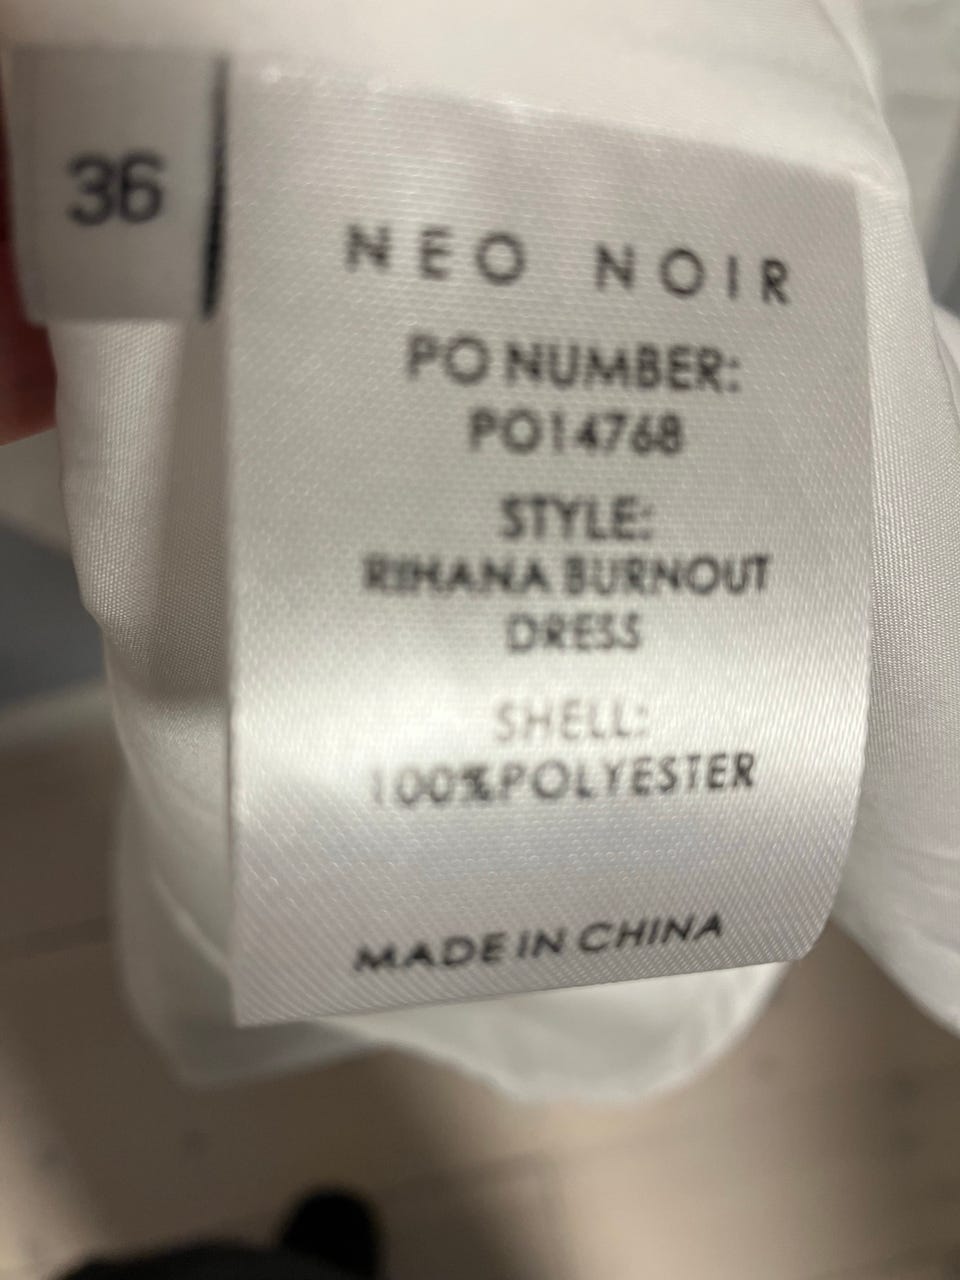 36
NEO NOIR
PO NUMBER:
PO14768
STYLE:
RIHANA BURNOUT
DRESS
SHELL:
100%POLYESTER
MADE IN CHINA